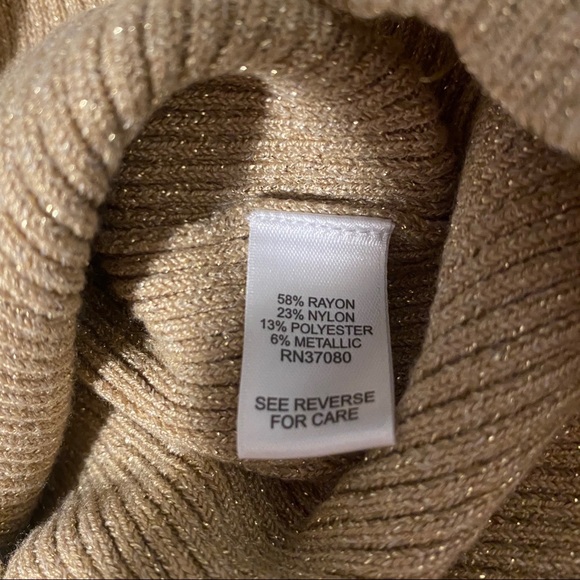 58% RAYON
23% NYLON
13% POLYESTER
6% METALLIC
RN37080
SEE REVERSE
FOR CARE